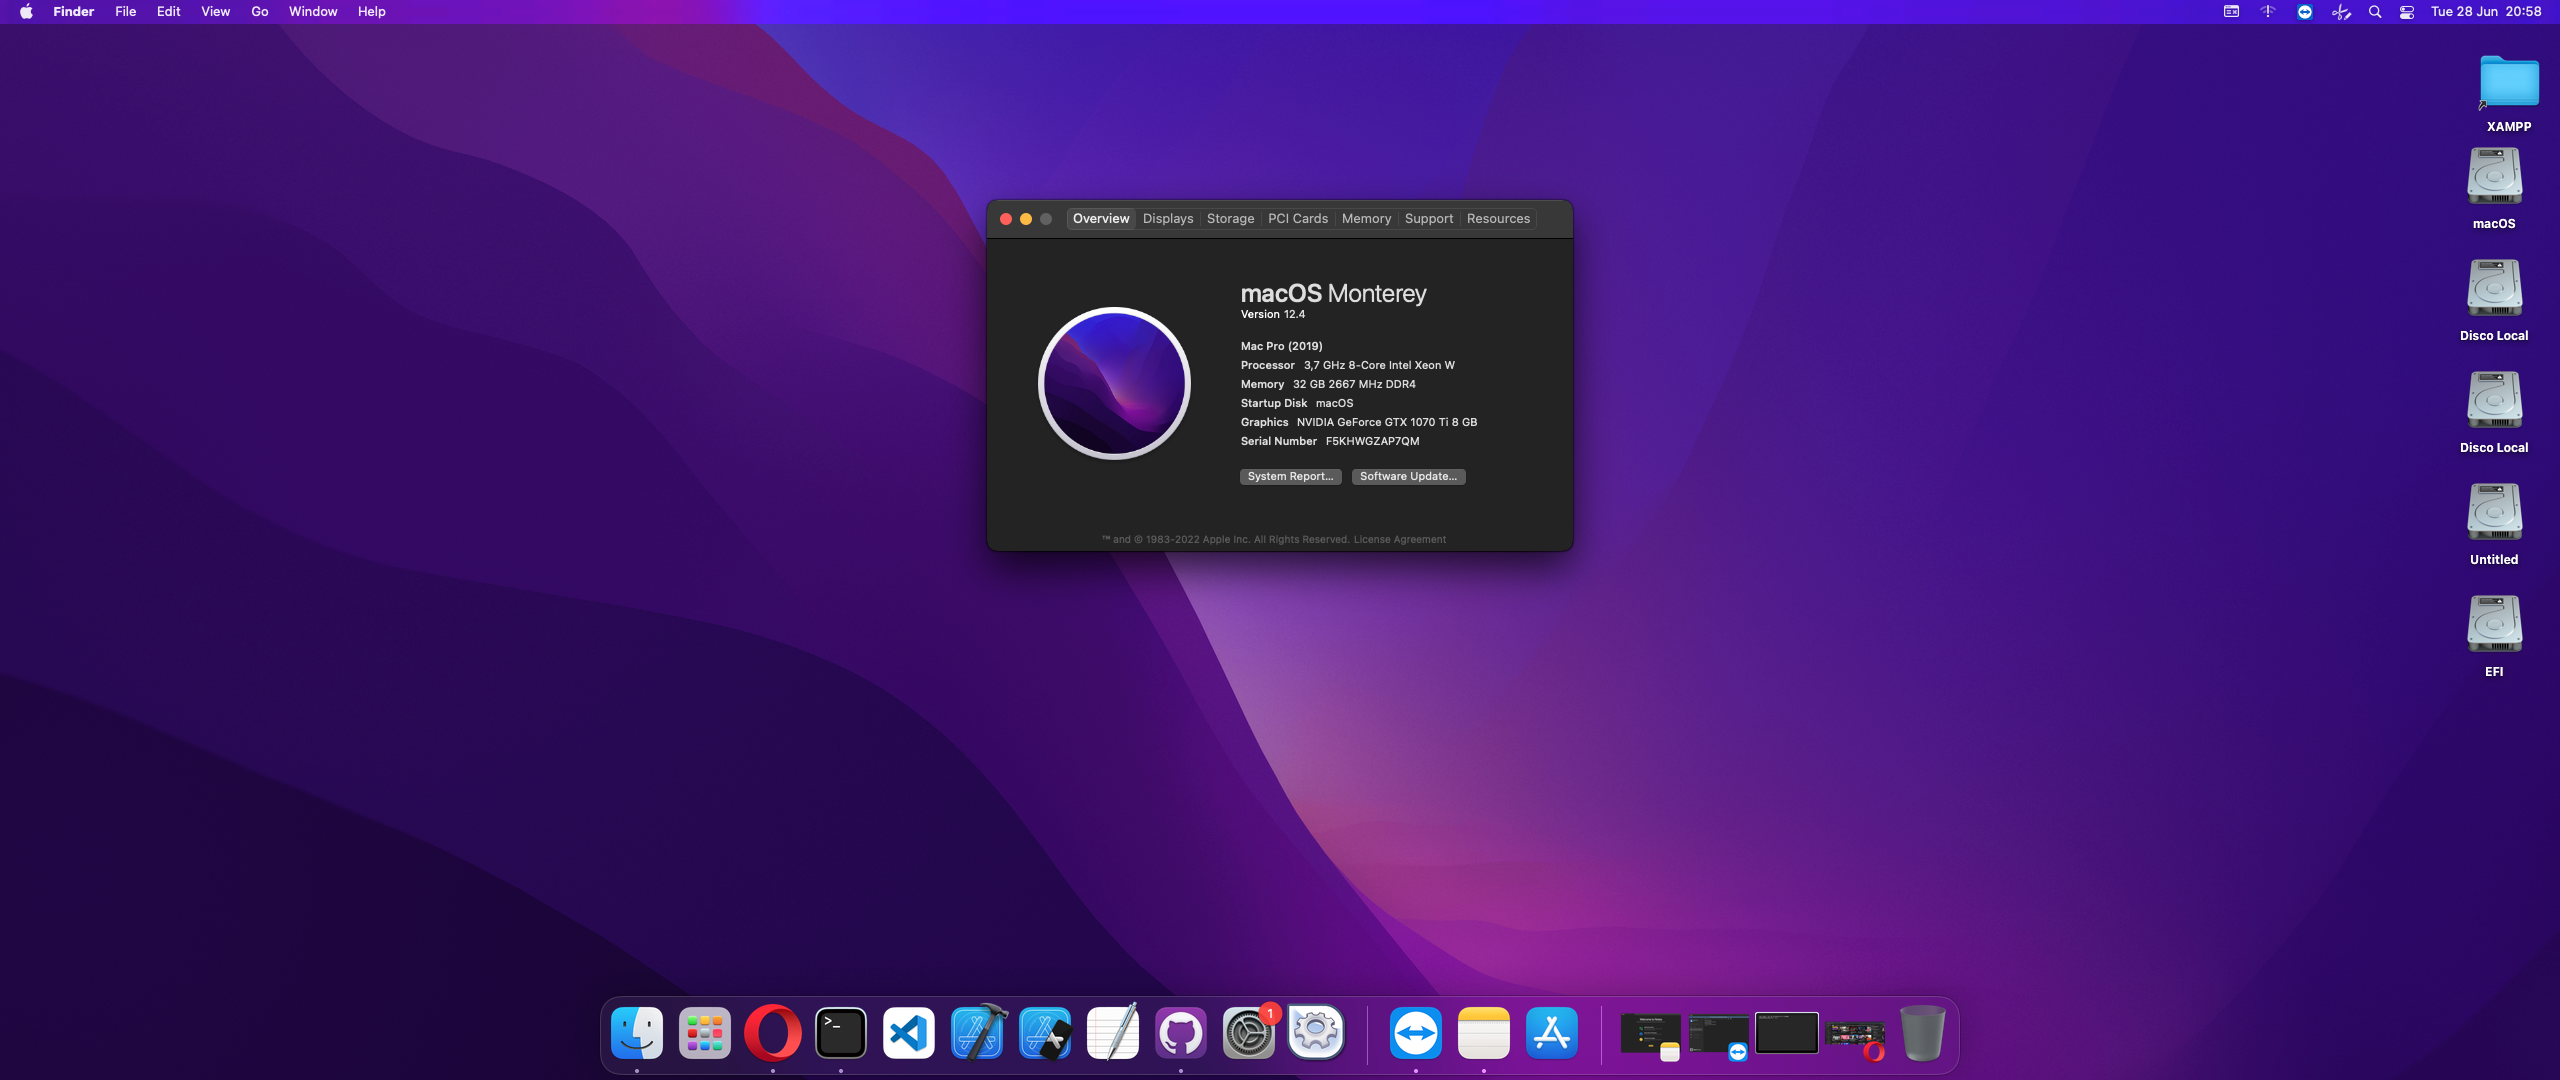 Finder File Edit View Go Window Help
Tue 28 Jun 20:58
XAMPP
macOS
Disco Local
Disco Local
Untitled
EFI
Overview Displays Storage PCI Cards Memory Support Resources
macOS Monterey
Version 12.4
Mac Pro (2019)
Processor 3,7 GHz 8-Core Intel Xeon W
Memory 32 GB 2667 MHz DDR4
Startup Disk macOS
Graphics NVIDIA GeForce GTX 1070 Ti 8 GB
Serial Number F5KHWGZAP7QM
System Report... Software Update...
™ and © 1983-2022 Apple Inc. All Rights Reserved. License Agreement
>_
1